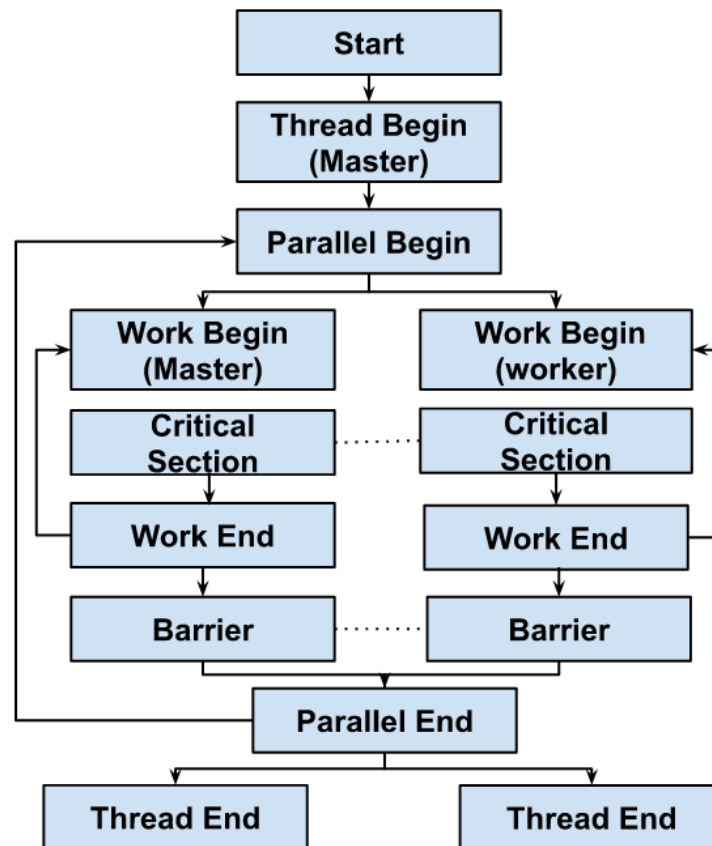 Start
Thread Begin
(Master)
Parallel Begin
Work Begin
(Master)
Work Begin
(worker)
Critical
Section
Critical
Section
Work End
Work End
Barrier
Barrier
Parallel End
Thread End
Thread End